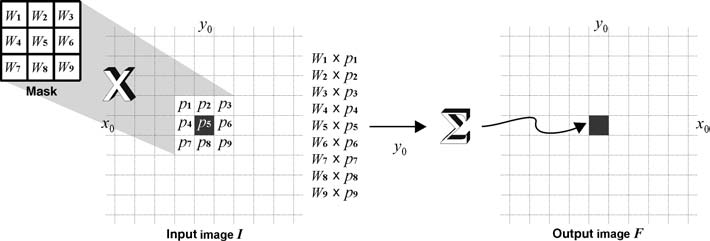 W1 W2 W3
W4 W5 W6
W7 W8 W9
Mask
X
y0
x0
p1 p2 p3
p4 p5 p6
p7 p8 p9
Input image I
W1 × p1
W2 × p2
W3 × p3
W4 × p4
W5 × p5
W6 × p6
W7 × p7
W8 × p8
W9 × p9
y0
Σ
y0
x0
Output image F